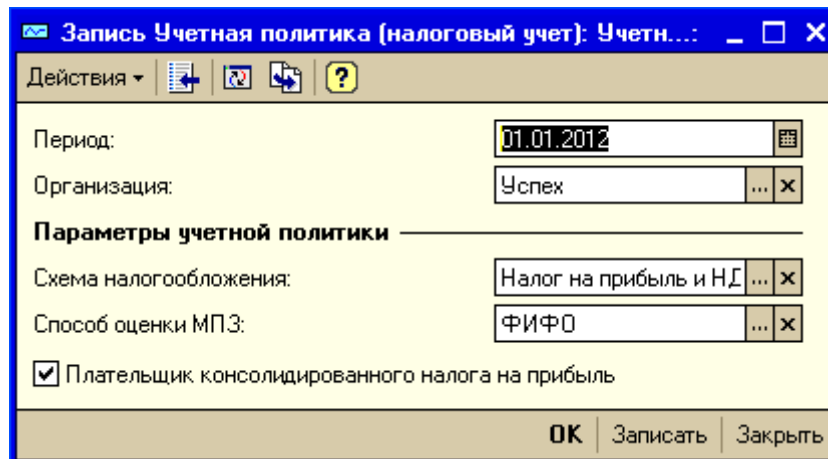 Запись Учетная политика (налоговый учет): Учетн...:
Действия
Период: 01.01.2012
Организация: Успех
Параметры учетной политики
Схема налогообложения: Налог на прибыль и НД
Способ оценки МПЗ: ФИФО
Плательщик консолидированного налога на прибыль
OK Записать Закрыть